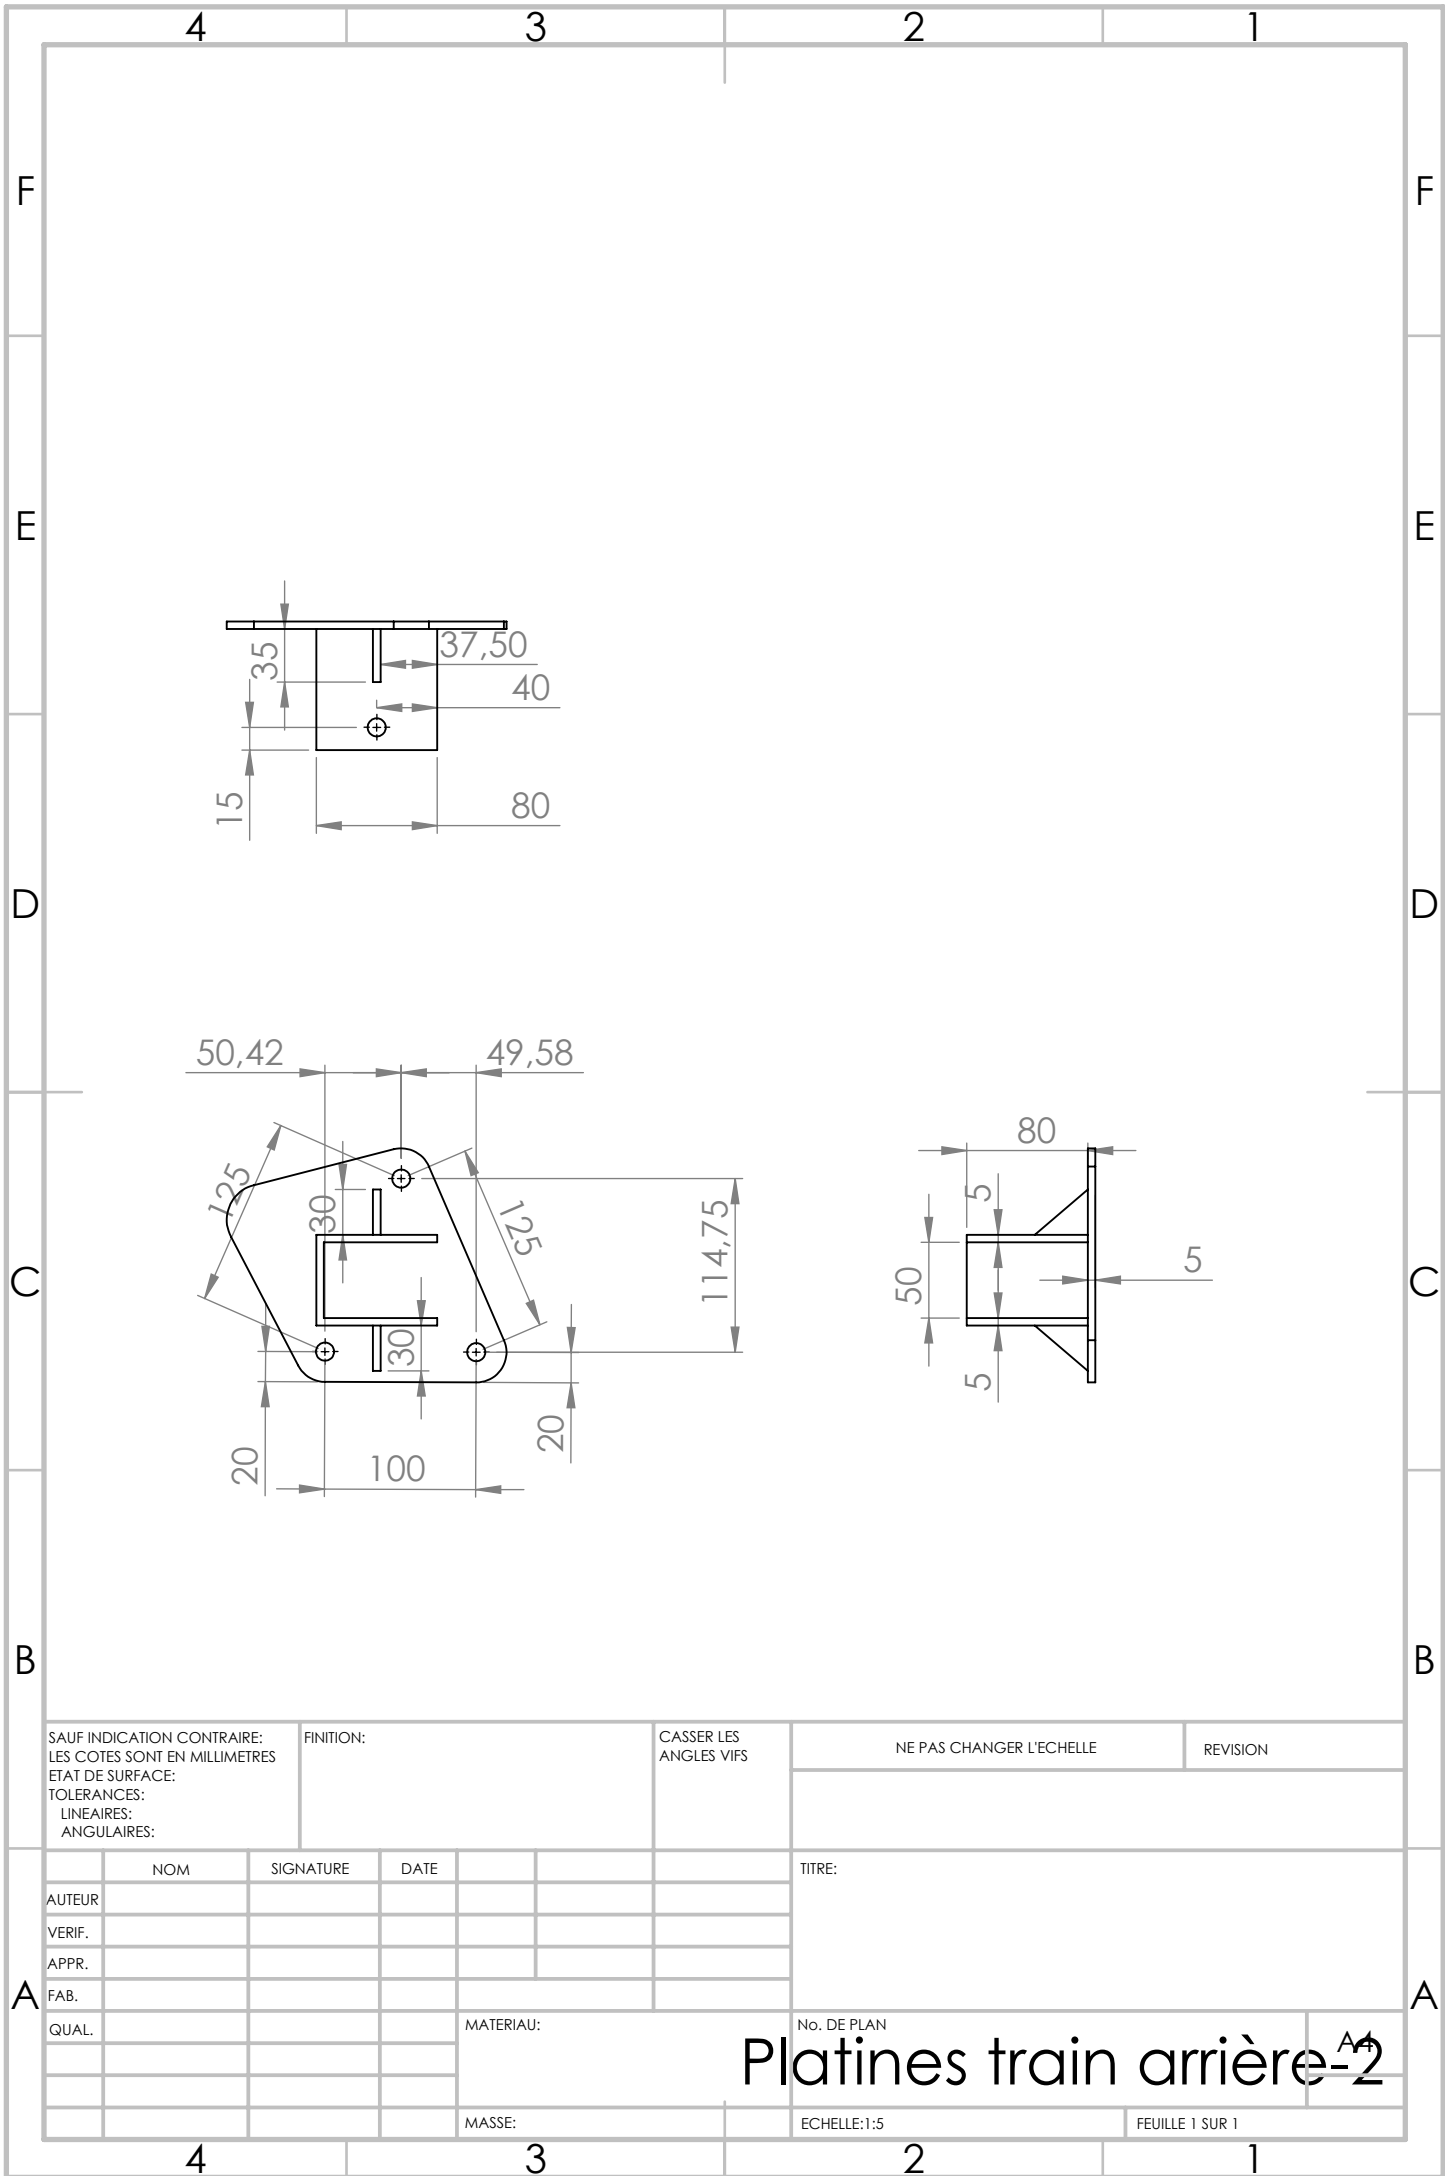 4 3 2 1
F F
E E
35
37,50
40
15
80
D D
50,42 49,58
125
30
125
114,75
80
5
50
5
5
C C
30
20
20
100
B B
SAUF INDICATION CONTRAIRE:
LES COTES SONT EN MILLIMETRES
ETAT DE SURFACE:
TOLERANCES:
LINEAIRES:
ANGULAIRES:
FINITION:
CASSER LES
ANGLES VIFS
NE PAS CHANGER L'ECHELLE
REVISION
NOM SIGNATURE DATE
TITRE:
AUTEUR
VERIF.
APPR.
FAB.
QUAL.
A A
MATERIAU:
No. DE PLAN
Platines train arrière-2
A4
MASSE:
ECHELLE:1:5
FEUILLE 1 SUR 1
4 3 2 1